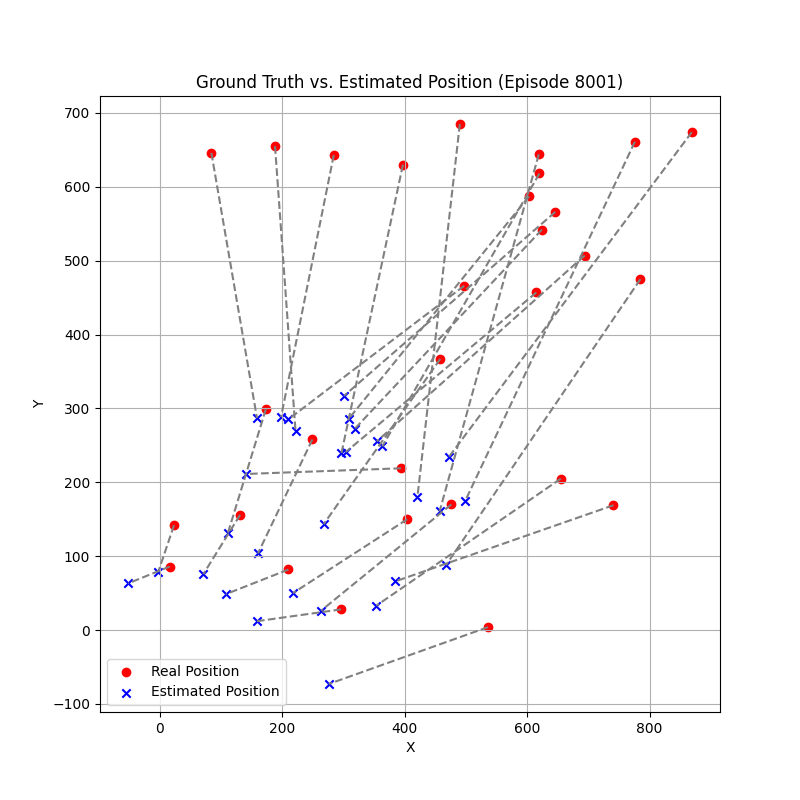 Ground Truth vs. Estimated Position (Episode 8001)
700
600
500
400
300
200
100
0
−100
Y
Real Position
Estimated Position
0 200 400 600 800
X